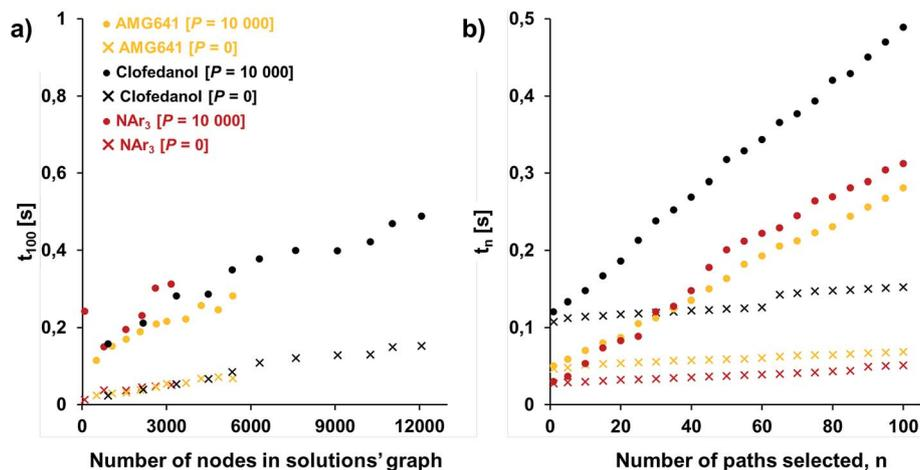 a)
1
0,8
0,6
0,4
0,2
0
t100 [s]
AMG641 [P = 10 000]
AMG641 [P = 0]
Clofedanol [P = 10 000]
Clofedanol [P = 0]
NAr3 [P = 10 000]
NAr3 [P = 0]
0 3000 6000 9000 12000
Number of nodes in solutions' graph
b)
0,5
0,4
0,3
0,2
0,1
0
tn [s]
0 20 40 60 80 100
Number of paths selected, n